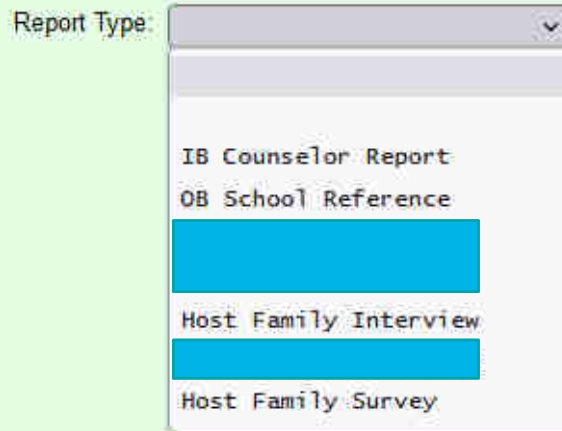 Report Type:
IB Counselor Report
OB School Reference
Host Family Interview
Host Family Survey